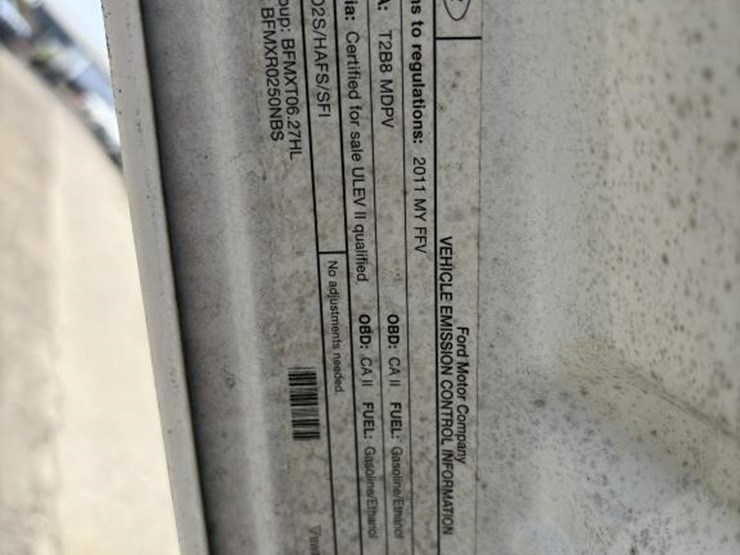 Ford Motor Company
VEHICLE EMISSION CONTROL INFORMATION
ns to regulations: 2011 MY FFV
A: T2B8 MDPV OBD: CA II FUEL: Gasoline/Ethanol
ia: Certified for sale ULEV II qualified OBD: CA II FUEL: Gasoline/Ethanol
O2S/HAFS/SFI No adjustments needed.
oup: BFMXT06.27HL
BFMXR0250NBS